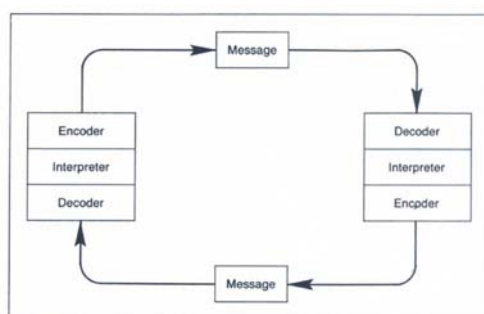 Message
Encoder
Interpreter
Decoder
Decoder
Interpreter
Encoder
Message